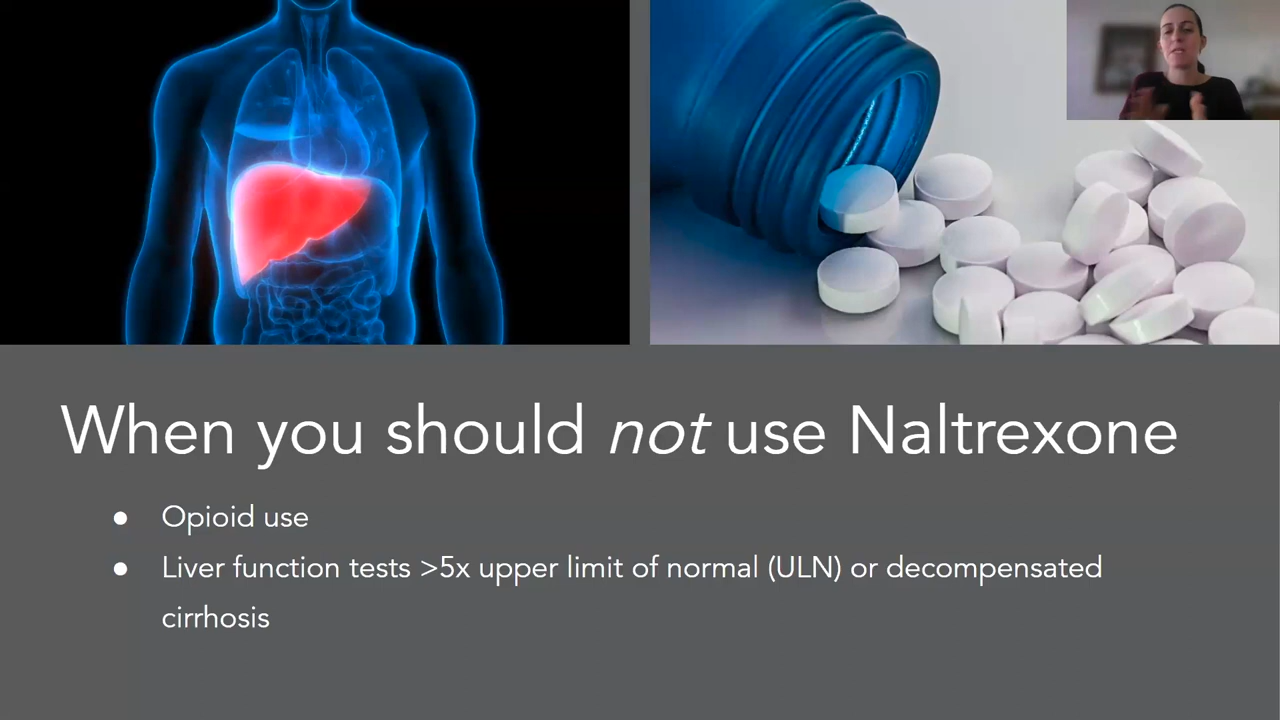 When you should not use Naltrexone
● Opioid use
● Liver function tests >5x upper limit of normal (ULN) or decompensated
cirrhosis